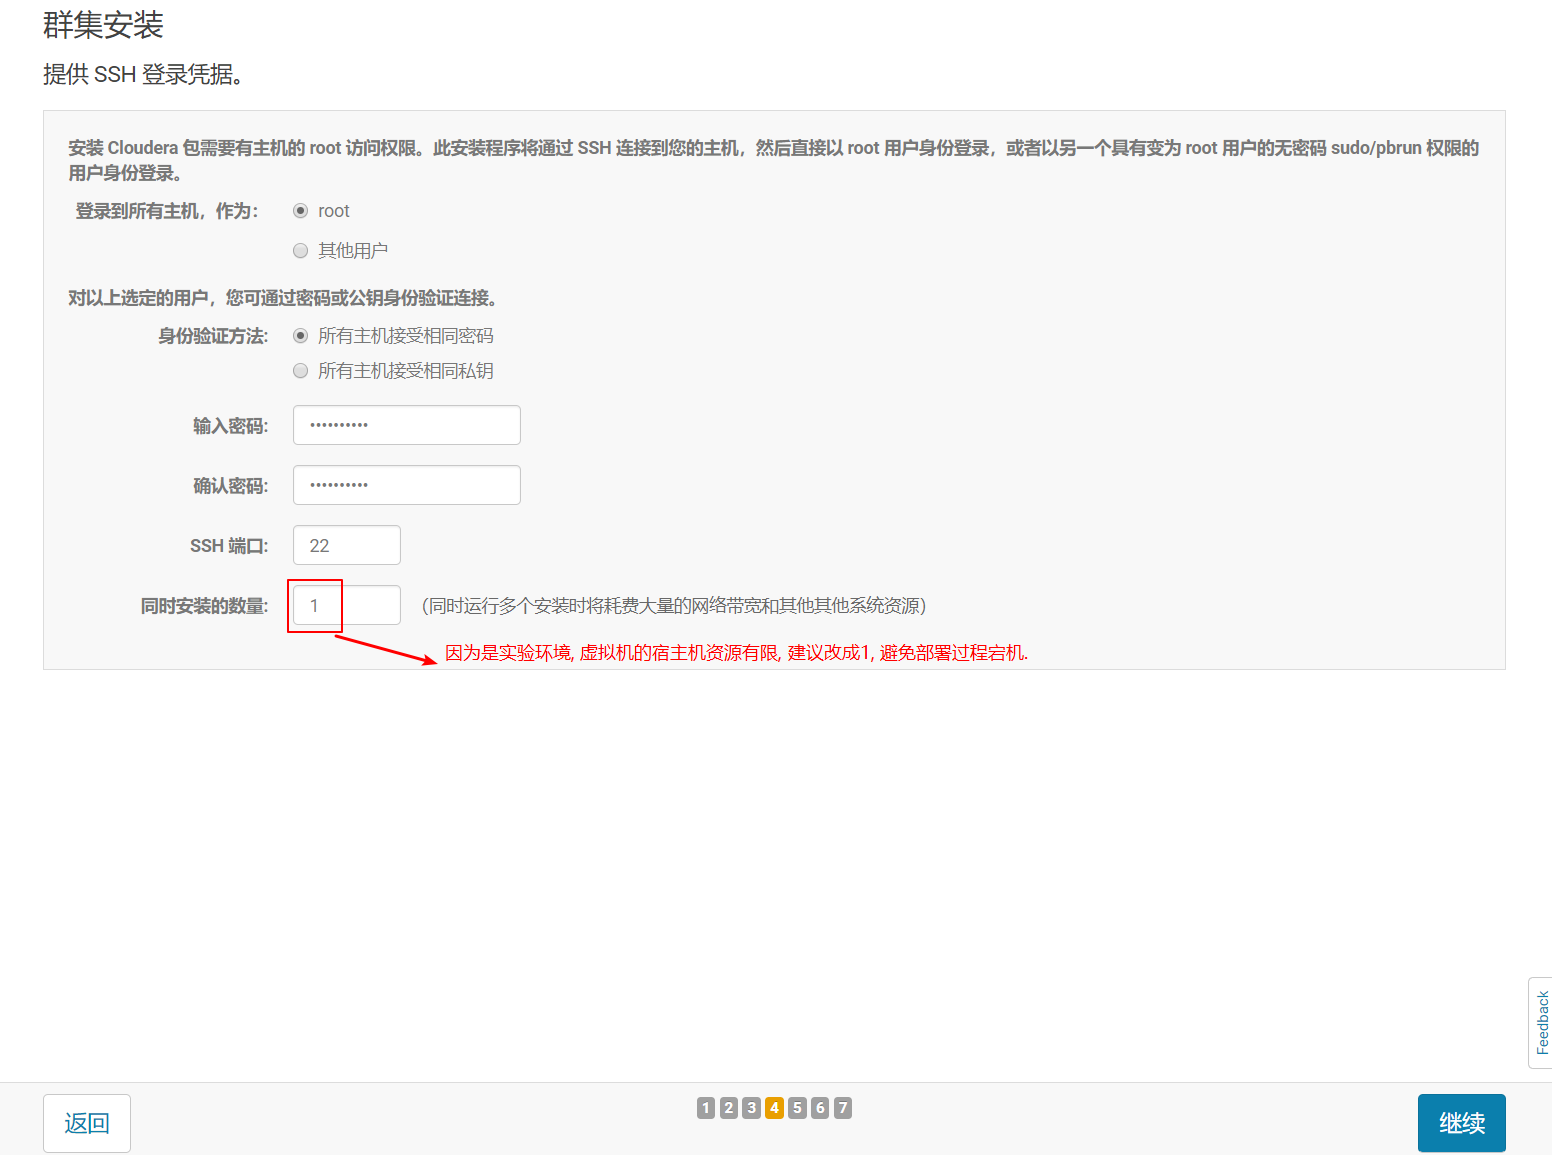 群集安装
提供 SSH 登录凭据。
安装 Cloudera 包需要有主机的 root 访问权限。此安装程序将通过 SSH 连接到您的主机，然后直接以 root 用户身份登录，或者以另一个具有变为 root 用户的无密码 sudo/pbrun 权限的
用户身份登录。
登录到所有主机，作为： root
其他用户
对以上选定的用户，您可通过密码或公钥身份验证连接。
身份验证方法: 所有主机接受相同密码
所有主机接受相同私钥
输入密码: ••••••••••
确认密码: ••••••••••
SSH 端口: 22
同时安装的数量: 1 （同时运行多个安装时将耗费大量的网络带宽和其他其他系统资源）
因为是实验环境, 虚拟机的宿主机资源有限, 建议改成1, 避免部署过程宕机.
Feedback
返回 1 2 3 4 5 6 7 继续